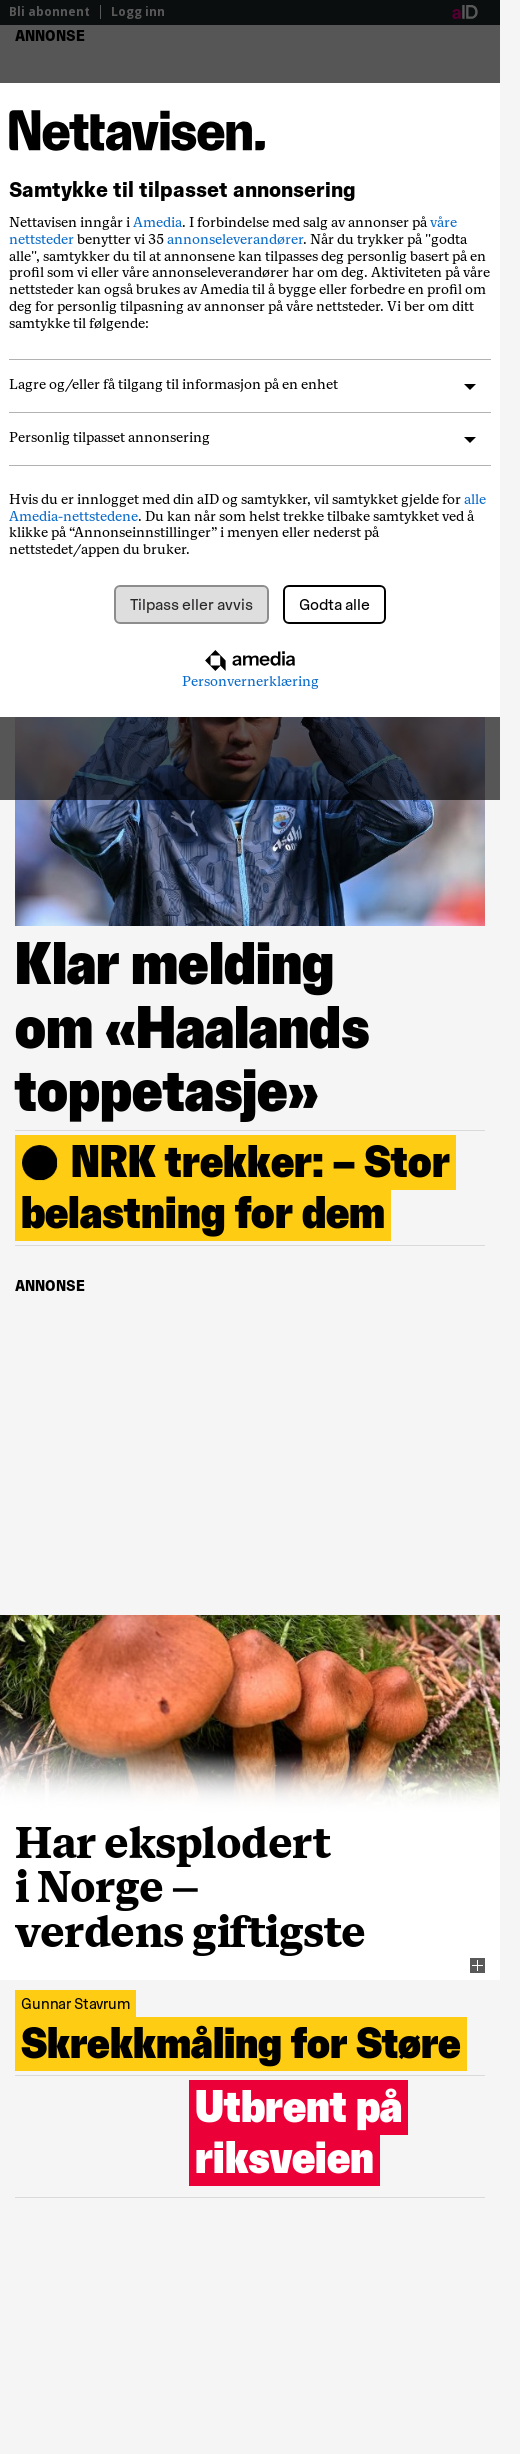 Bli abonnent
Logg inn
aID
ANNONSE
Nettavisen.
Samtykke til tilpasset annonsering
Nettavisen inngår i Amedia. I forbindelse med salg av annonser på våre
nettsteder benytter vi 35 annonseleverandører. Når du trykker på "godta
alle", samtykker du til at annonsene kan tilpasses deg personlig basert på en
profil som vi eller våre annonseleverandører har om deg. Aktiviteten på våre
nettsteder kan også brukes av Amedia til å bygge eller forbedre en profil om
deg for personlig tilpasning av annonser på våre nettsteder. Vi ber om ditt
samtykke til følgende:
Lagre og/eller få tilgang til informasjon på en enhet
Personlig tilpasset annonsering
Hvis du er innlogget med din aID og samtykker, vil samtykket gjelde for alle
Amedia-nettstedene. Du kan når som helst trekke tilbake samtykket ved å
klikke på “Annonseinnstillinger” i menyen eller nederst på
nettstedet/appen du bruker.
Tilpass eller avvis
Godta alle
amedia
Personvernerklæring
Klar melding
om «Haalands
toppetasje»
NRK trekker: – Stor
belastning for dem
ANNONSE
Har eksplodert
i Norge –
verdens giftigste
Gunnar Stavrum
Skrekkmåling for Støre
Utbrent på
riksveien